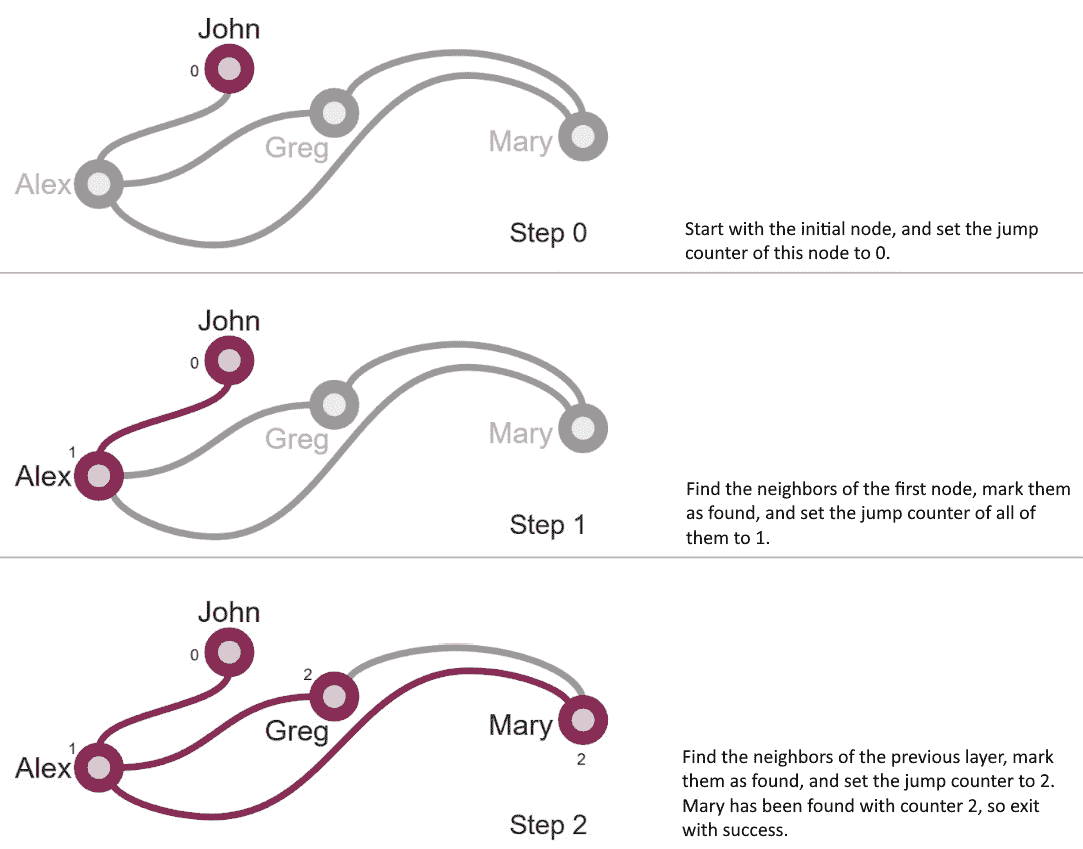 John
0
Greg
Mary
Alex
Step 0
Start with the initial node, and set the jump
counter of this node to 0.
John
0
Greg
Mary
1
Alex
Step 1
Find the neighbors of the first node, mark them
as found, and set the jump counter of all of
them to 1.
John
0
2
Greg
Mary
1
Alex
2
Step 2
Find the neighbors of the previous layer, mark
them as found, and set the jump counter to 2.
Mary has been found with counter 2, so exit
with success.